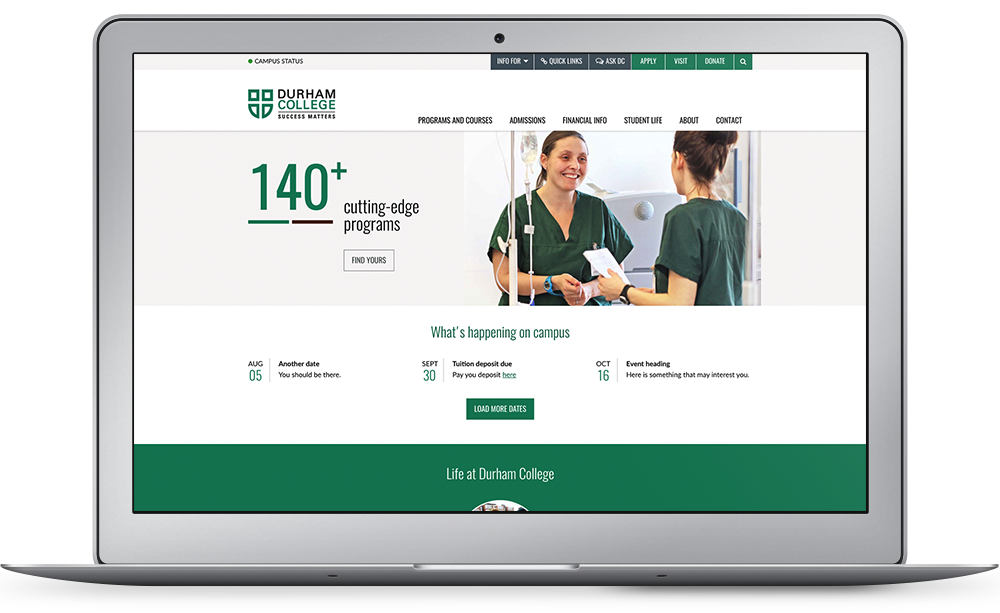 CAMPUS STATUS
INFO FOR
QUICK LINKS
ASK DC
APPLY
VISIT
DONATE
DURHAM
COLLEGE
SUCCESS MATTERS
PROGRAMS AND COURSES
ADMISSIONS
FINANCIAL INFO
STUDENT LIFE
ABOUT
CONTACT
140+
cutting-edge
programs
FIND YOURS
What's happening on campus
AUG
05
Another date
You should be there.
SEPT
30
Tuition deposit due
Pay you deposit here
OCT
16
Event heading
Here is something that may interest you.
LOAD MORE DATES
Life at Durham College